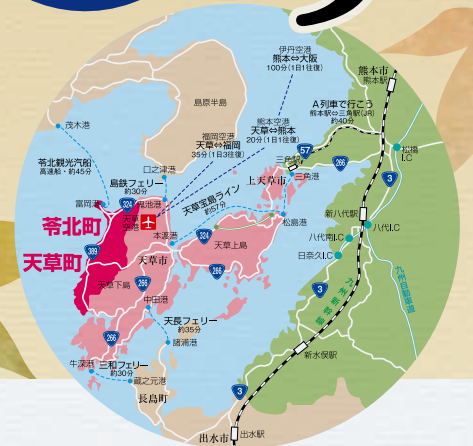 伊丹空港
熊本⇔大阪
100分(1日1往復)
熊本市
熊本駅
島原半島
A列車で行こう
熊本駅⇔三角駅(JR)
約40分
茂木港
福岡空港
天草⇔福岡
35分(1日3往復)
熊本空港
天草⇔熊本
20分(1日1往復)
57
松橋
I.C
苓北観光汽船
高速船・約45分
口之津港
三角駅
266
三角港
3
島鉄フェリー
約30分
上天草市
富岡港
324
鬼池港
天草
空港
天草宝島ライン
約57分
新八代駅
苓北町
本渡港
松島港
八代I.C
324
八代南I.C
389
天草町
天草市
天草上島
日奈久I.C
266
266
天草下島
中田港
3
九州新幹線
九州自動車道
天長フェリー
約35分
266
諸浦港
新水俣駅
牛深港
三和フェリー
約30分
蔵之元港
長島町
3
出水市
出水駅